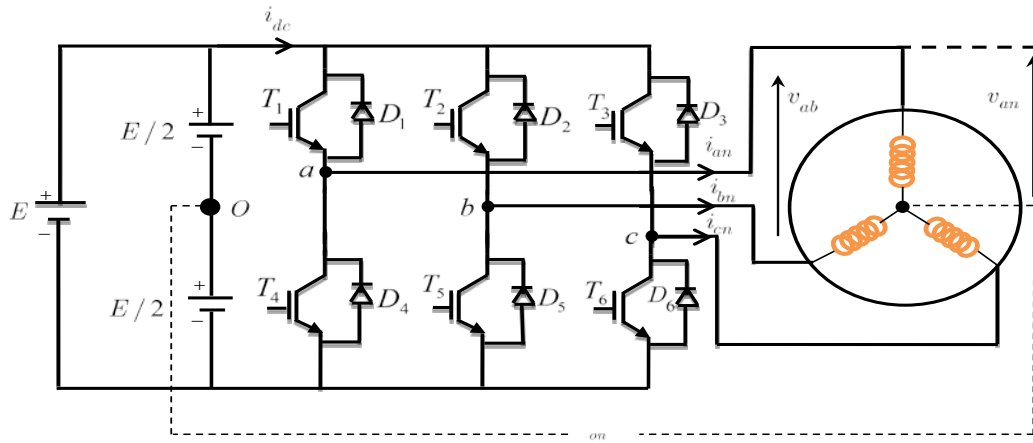 i_dc
T_1
D_1
T_2
D_2
T_3
D_3
v_ab
v_an
+
E / 2
−
i_an
a
+
E
−
O
b
i_bn
c
i_cn
+
E / 2
−
T_4
D_4
T_5
D_5
T_6
D_6
on